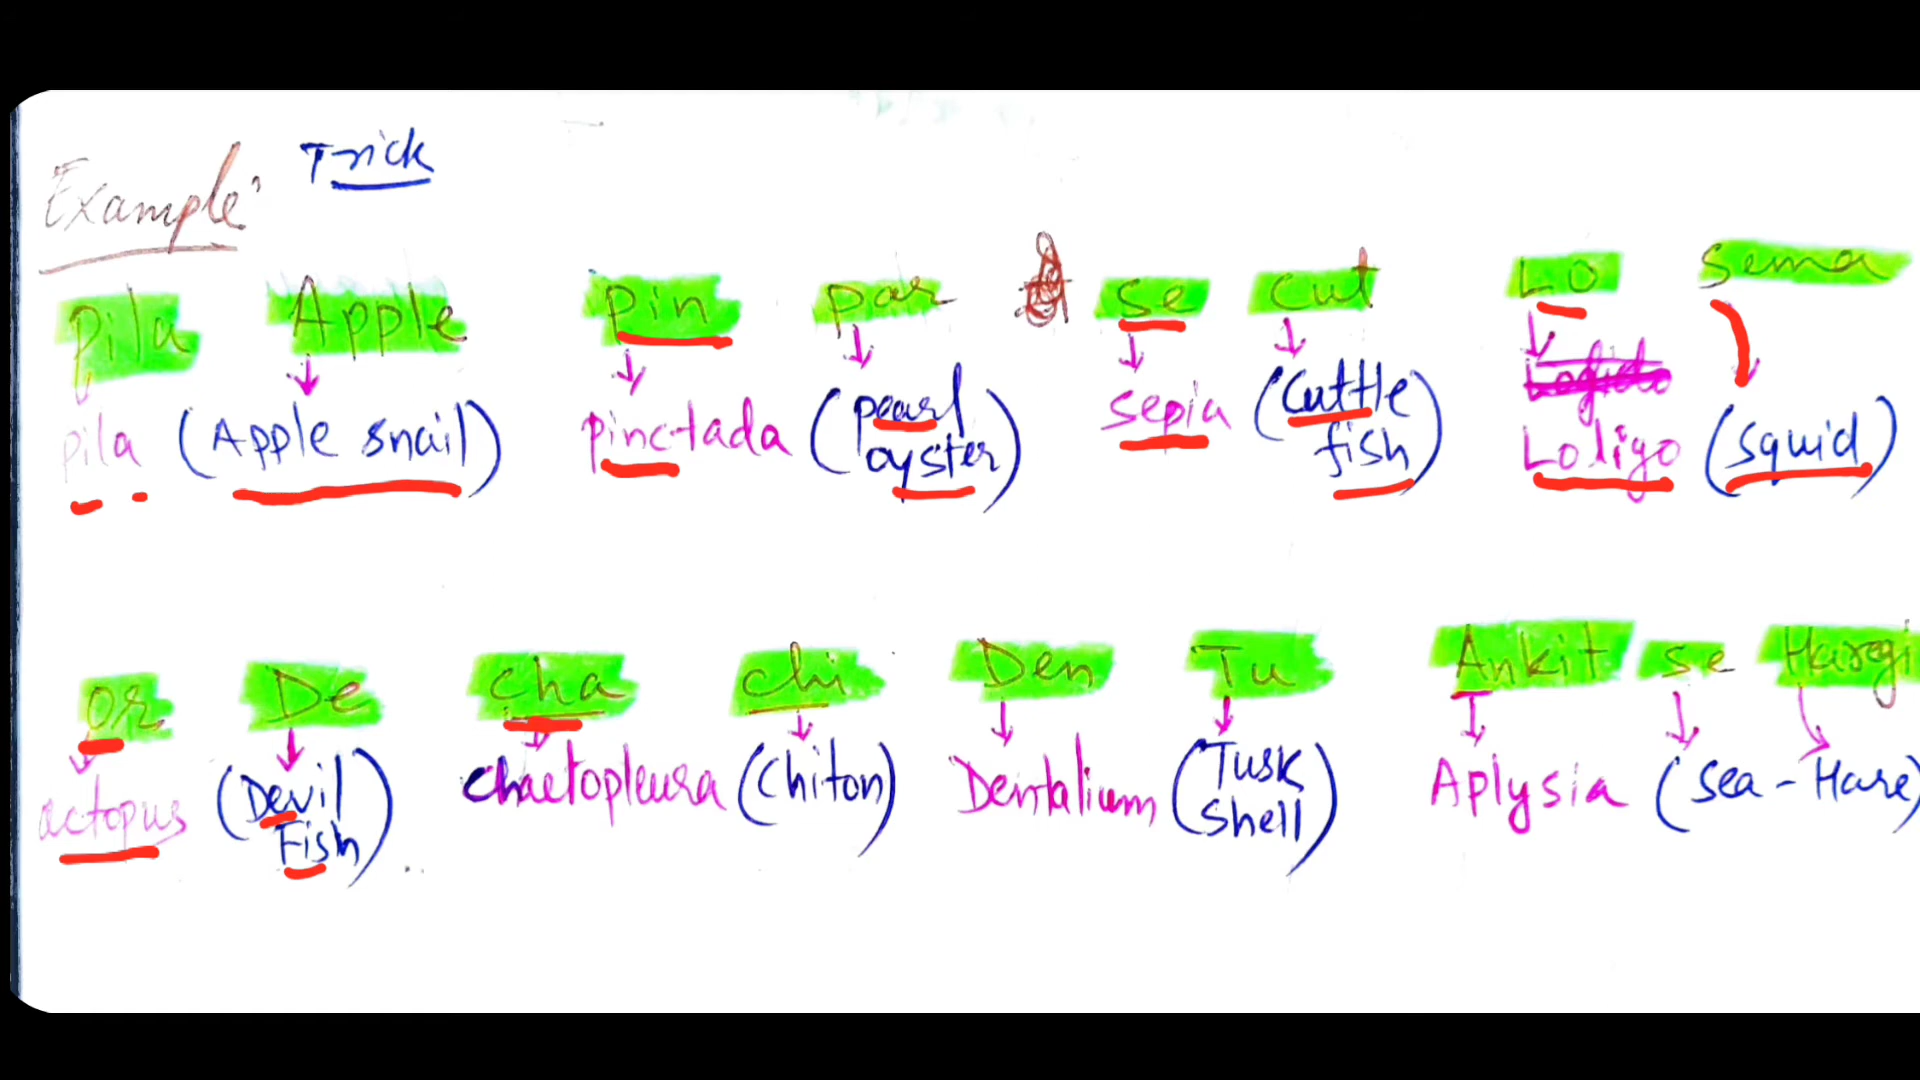 Example: Trick
Pila Apple Pin Par se cut Lo sema
pila (Apple snail) pinctada (pearl oyster) sepia (Cuttle fish) Loligo (squid)
or De cha chi Den Tu Ankit se Haregi
octopus (Devil Fish) chaetopleura (Chiton) Dentalium (Tusk shell) Aplysia (sea-Hare)